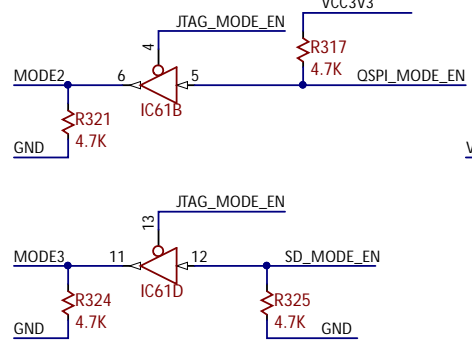 VCC3V3
JTAG_MODE_EN
4
R317
4.7K
MODE2
6
5
QSPI_MODE_EN
IC61B
R321
4.7K
GND
JTAG_MODE_EN
13
MODE3
11
12
SD_MODE_EN
IC61D
R324
4.7K
R325
4.7K
GND
GND